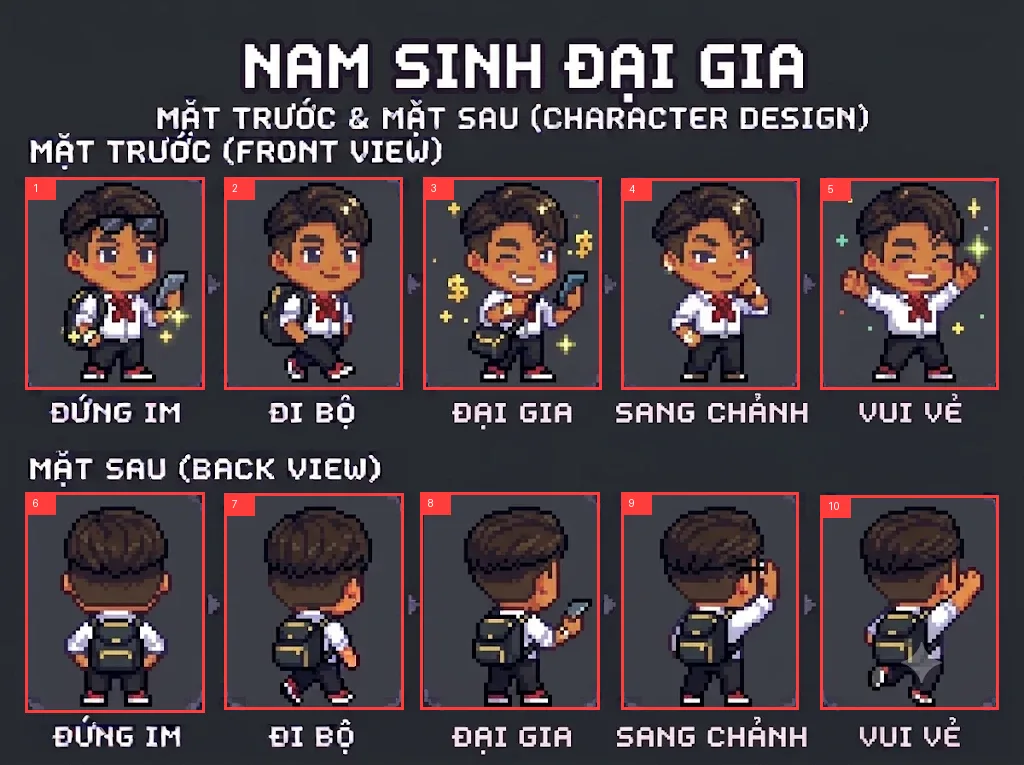 NAM SINH ĐẠI GIA
MẶT TRƯỚC & MẶT SAU (CHARACTER DESIGN)
MẶT TRƯỚC (FRONT VIEW)
1 2 3 4 5
ĐỨNG IM ĐI BỘ ĐẠI GIA SANG CHẢNH VUI VẺ
MẶT SAU (BACK VIEW)
6 7 8 9 10
ĐỨNG IM ĐI BỘ ĐẠI GIA SANG CHẢNH VUI VẺ